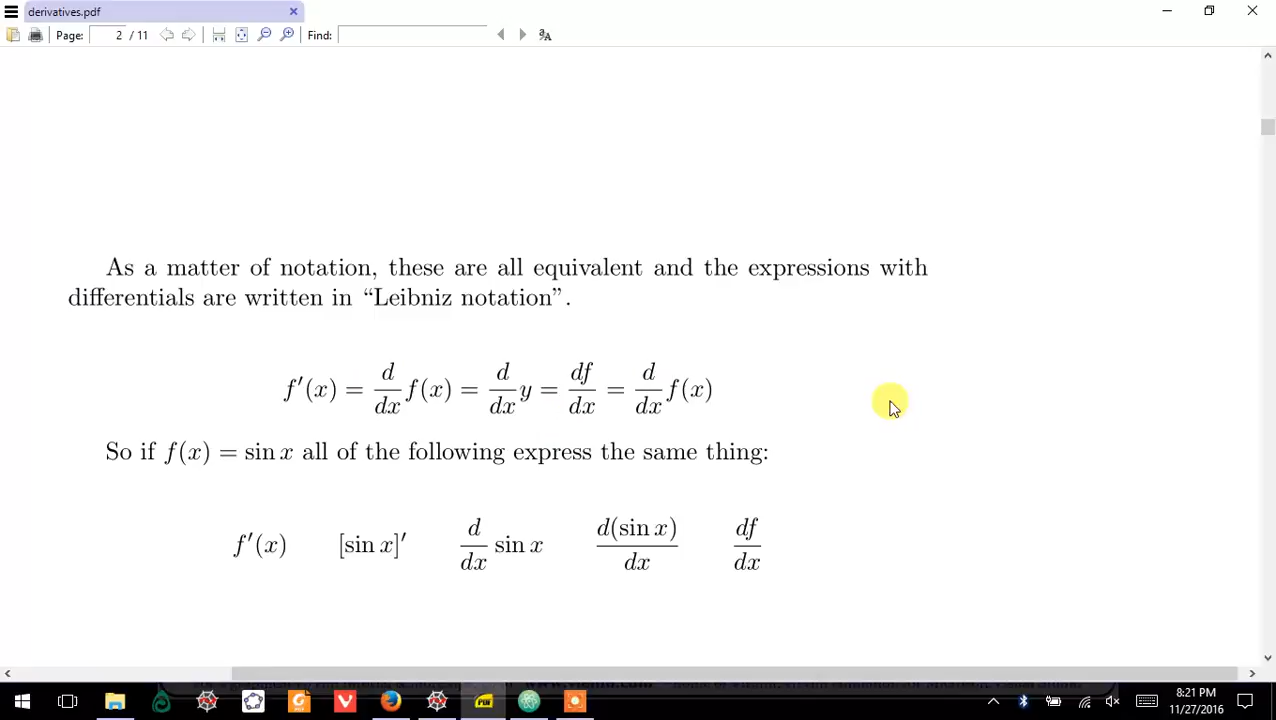 derivatives.pdf
Page: 2 / 11 Find:
As a matter of notation, these are all equivalent and the expressions with
differentials are written in “Leibniz notation”.
f′(x) = d/dx f(x) = d/dx y = df/dx = d/dx f(x)
So if f(x) = sin x all of the following express the same thing:
f′(x) [sin x]′ d/dx sin x d(sin x)/dx df/dx
8:21 PM
11/27/2016